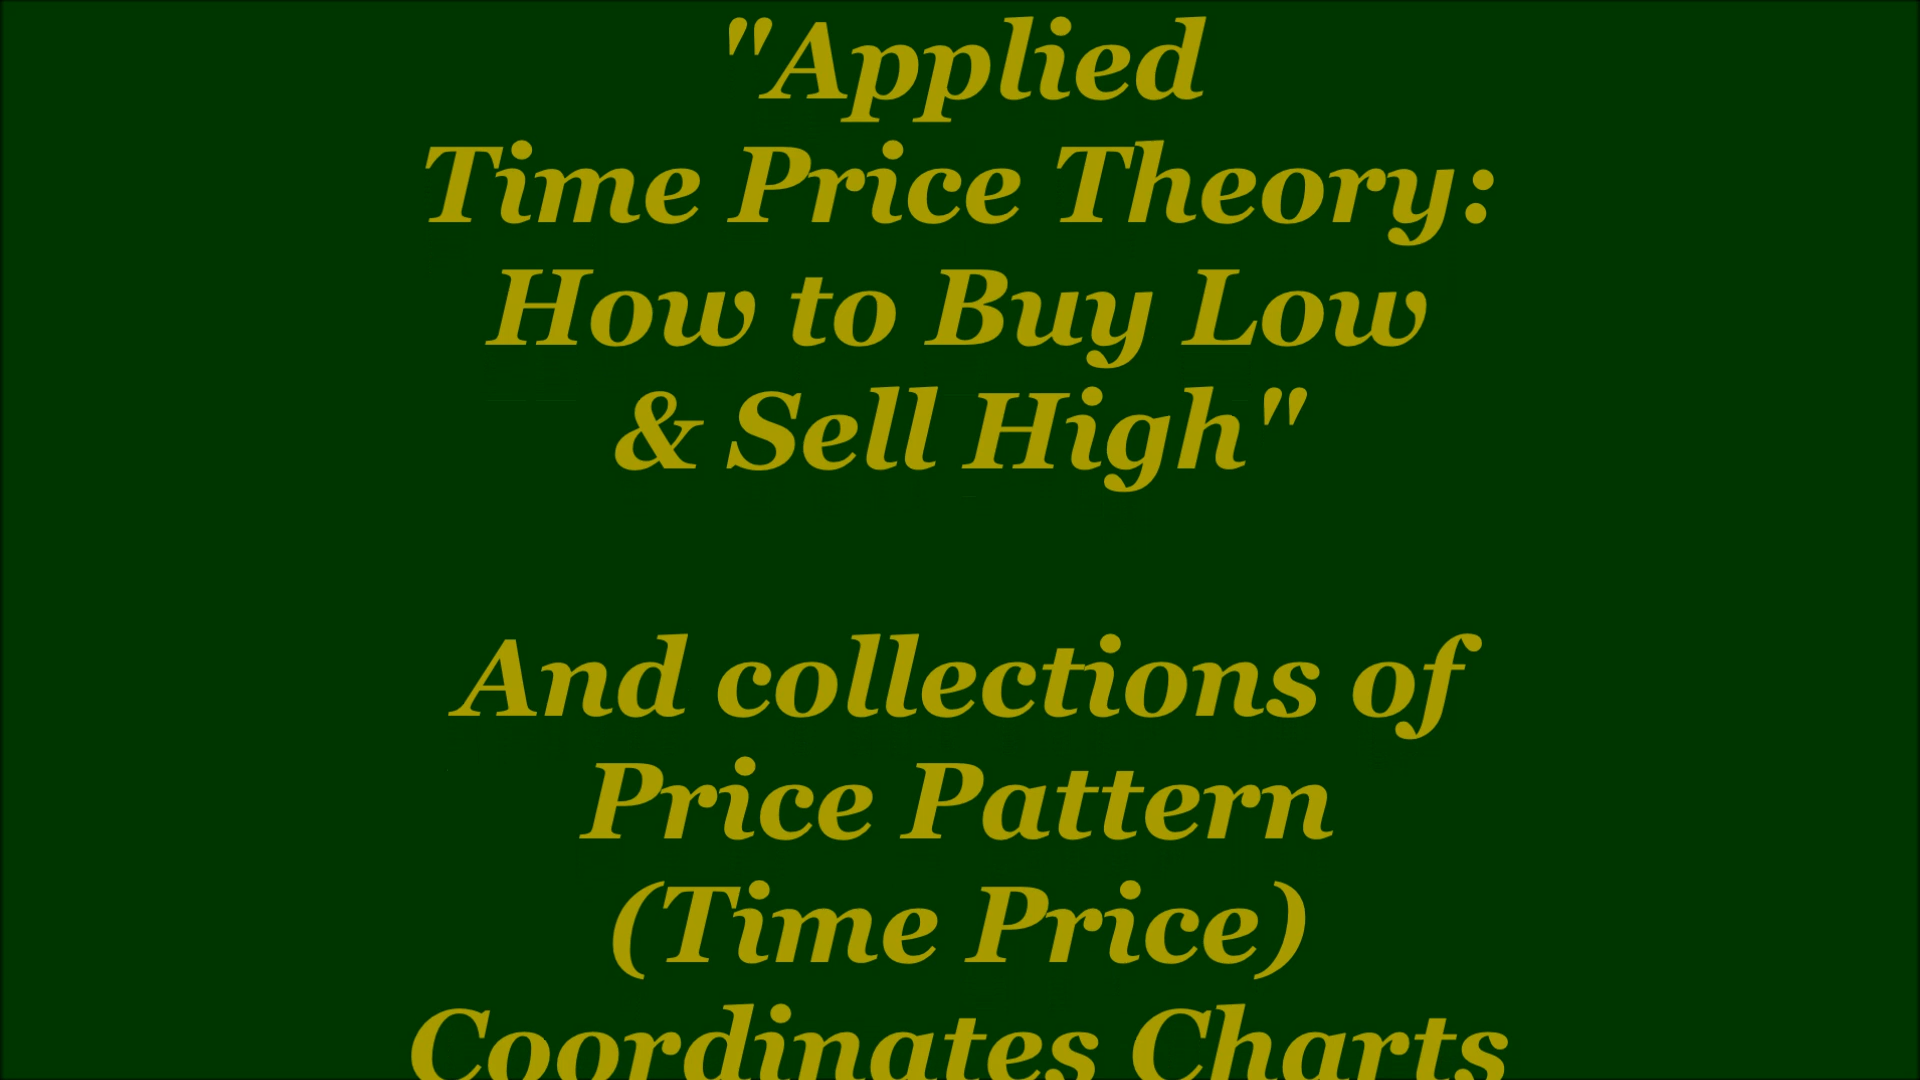 "Applied
Time Price Theory:
How to Buy Low
& Sell High"
And collections of
Price Pattern
(Time Price)
Coordinates Charts